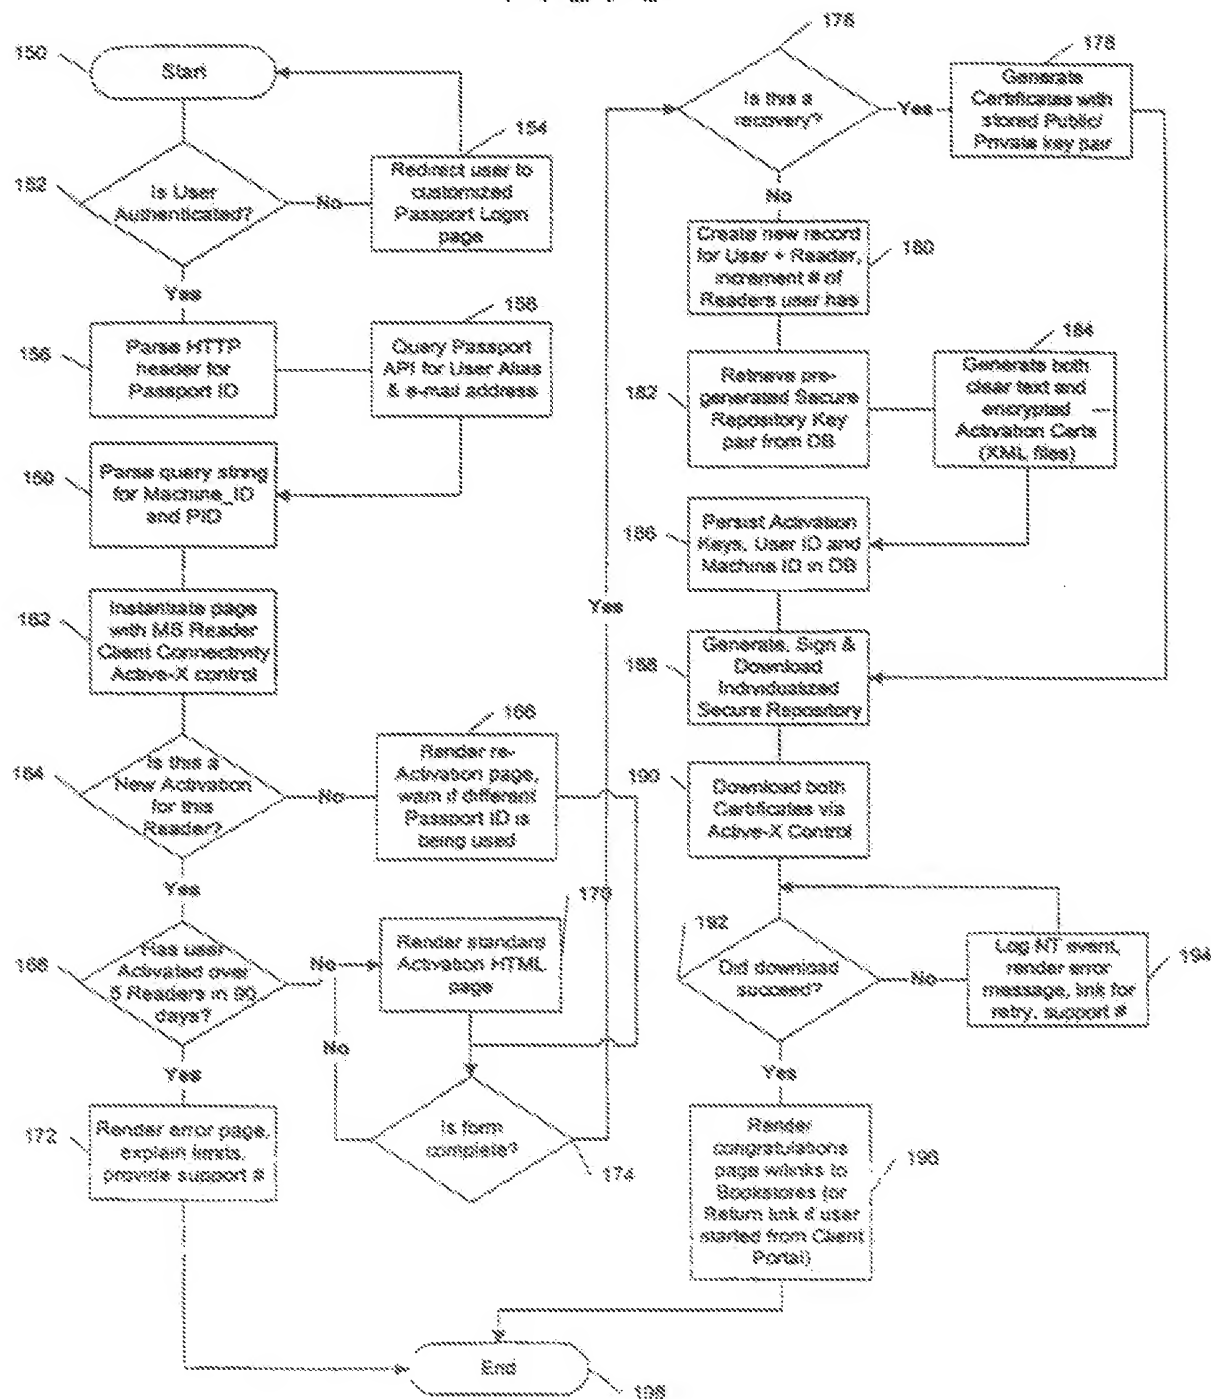 150
Start
154
Redirect user to
customized
Passport Login
page
152
Is User
Authenticated?
No
Yes
156
Parse HTTP
header for
Passport ID
158
Query Passport
API for User Alias
& e-mail address
Parse query string
for Machine_ID
and PID
162
Instantiate page
with MS Reader
Client Connectivity
Active-X control
164
Is this a
New Activation
for this
Reader?
No
166
Render re-
Activation page,
warn if different
Passport ID is
being used
Yes
168
Has user
Activated over
5 Readers in 90
days?
No
170
Render standard
Activation HTML
page
No
Yes
172
Render error page,
explain limits,
provide support #
Is form
complete?
174
Yes
176
Is this a
recovery?
Yes
178
Generate
Certificates with
stored Public/
Private key pair
No
Create new record
for User + Reader,
increment # of
Readers user has
180
182
Retrieve pre-
generated Secure
Repository Key
pair from DB
184
Generate both
clear text and
encrypted
Activation Certs
(XML files)
186
Persist Activation
Keys, User ID and
Machine ID in DB
188
Generate, Sign &
Download
Individualized
Secure Repository
190
Download both
Certificates via
Active-X Control
192
Did download
succeed?
No
Log NT event,
render error
message, link for
retry, support #
194
Yes
Render
congratulations
page w/links to
Bookstores (or
Return link if user
started from Client
Portal)
196
End
198